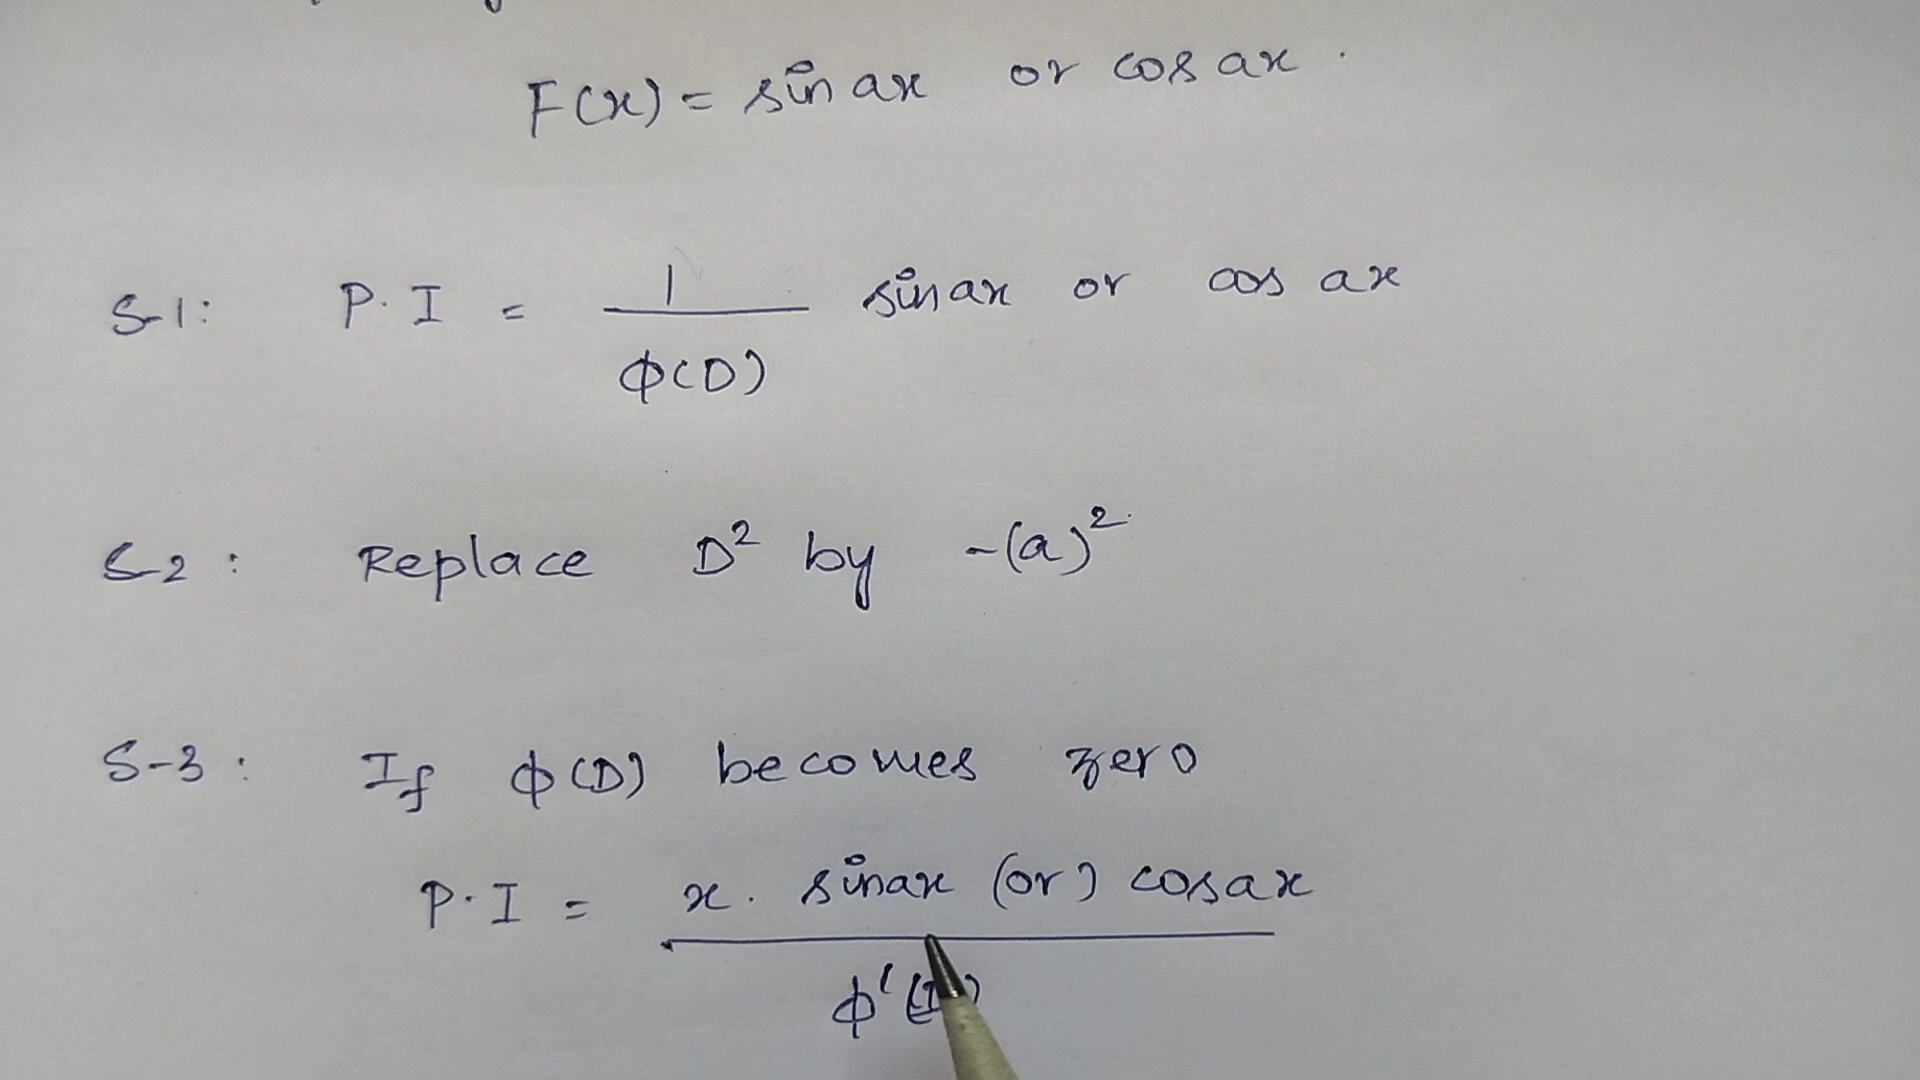 F(x) = sin ax or cos ax.
S-1: P.I = 1/ϕ(D) sin ax or cos ax
S-2: Replace D² by -(a)².
S-3: If ϕ(D) becomes zero
P.I = x. sin ax (or) cos ax
ϕ'(D)